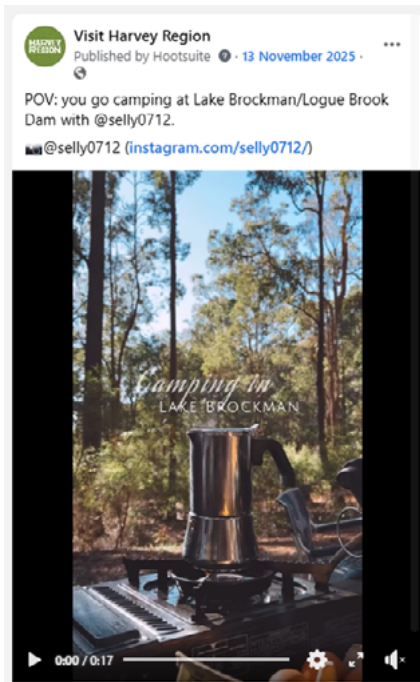 HARVEY
REGION
Visit Harvey Region
Published by Hootsuite · 13 November 2025 ·
POV: you go camping at Lake Brockman/Logue Brook
Dam with @selly0712.
📷@selly0712 (instagram.com/selly0712/)
Camping in
LAKE BROCKMAN
0:00 / 0:17